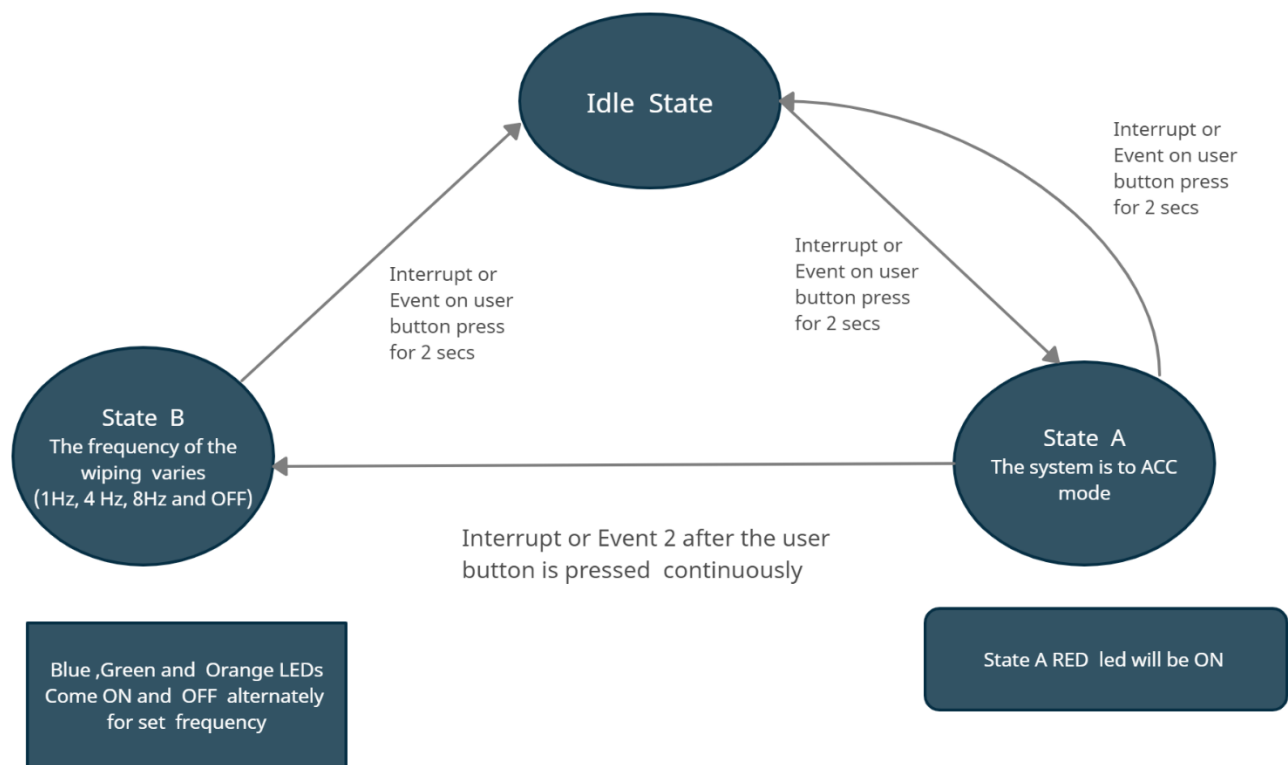 Idle State
Interrupt or
Event on user
button press
for 2 secs
Interrupt or
Event on user
button press
for 2 secs
Interrupt or
Event on user
button press
for 2 secs
State B
The frequency of the
wiping varies
(1Hz, 4 Hz, 8Hz and OFF)
State A
The system is to ACC
mode
Interrupt or Event 2 after the user
button is pressed continuously
Blue ,Green and Orange LEDs
Come ON and OFF alternately
for set frequency
State A RED led will be ON